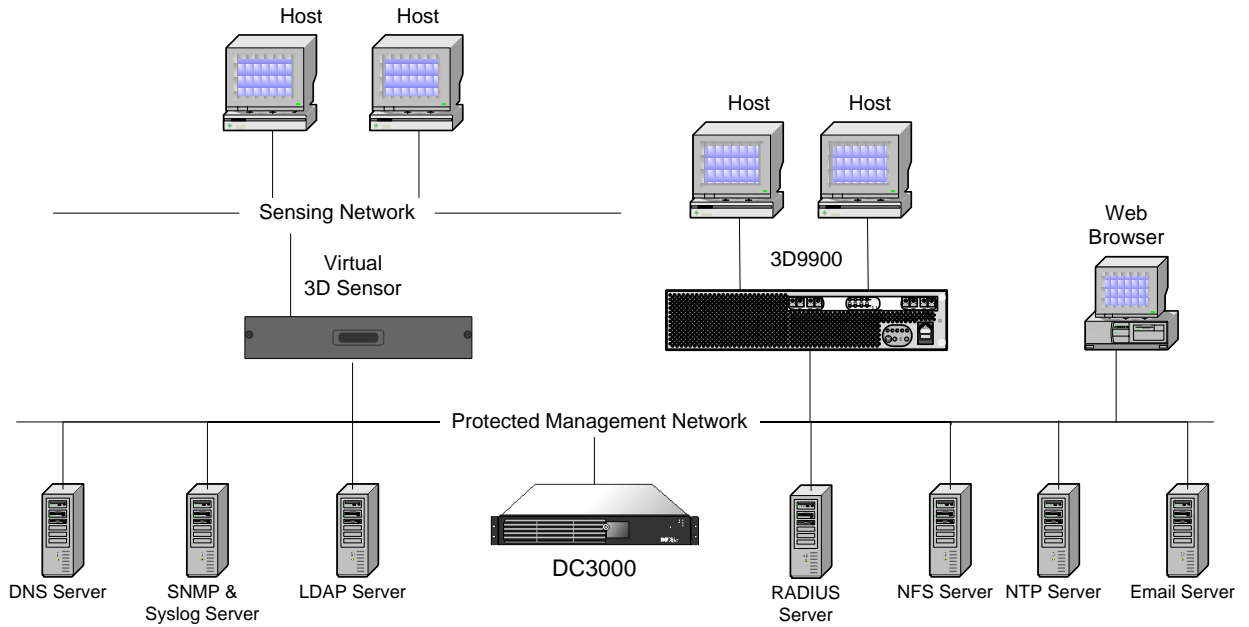 Host
Host
Host
Host
Sensing Network
Web
Browser
3D9900
Virtual
3D Sensor
Protected Management Network
DNS Server
SNMP &
Syslog Server
LDAP Server
DC3000
RADIUS
Server
NFS Server
NTP Server
Email Server